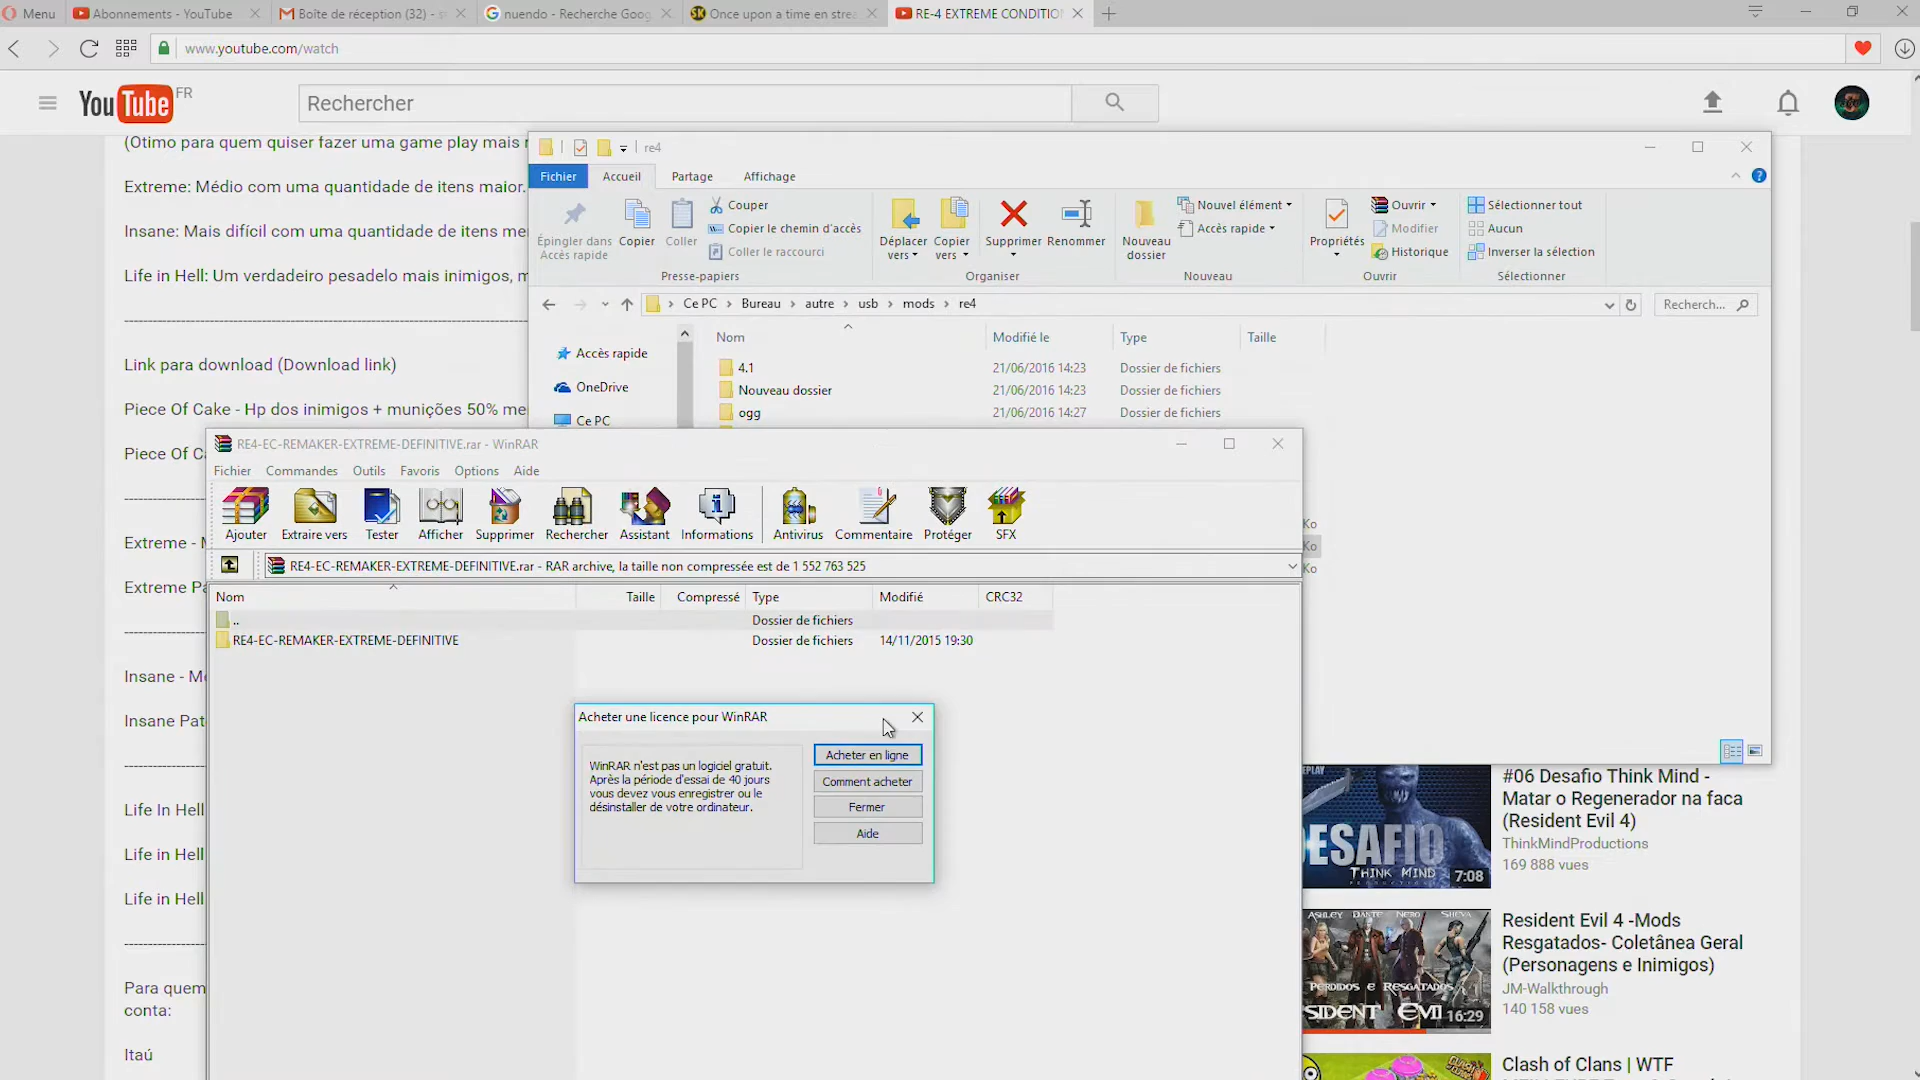 Menu
Abonnements - YouTube
Boîte de réception (32) - s
nuendo - Recherche Goog
Once upon a time en strea
RE-4 EXTREME CONDITIO
www.youtube.com/watch
YouTube FR
Rechercher
(Otimo para quem quiser fazer uma game play mais
Extreme: Médio com uma quantidade de itens maior.
Insane: Mais difícil com uma quantidade de itens me
Life in Hell: Um verdadeiro pesadelo mais inimigos, m
Link para download (Download link)
Piece Of Cake - Hp dos inimigos + munições 50% me
Piece Of Ca
Extreme - M
Extreme Pa
Insane - Mo
Insane Pat
Life In Hell
Life in Hell
Life in Hell
Para quem
conta:
Itaú
re4
Fichier Accueil Partage Affichage
Épingler dans
Accès rapide
Copier
Coller
Couper
Copier le chemin d'accès
Coller le raccourci
Presse-papiers
Déplacer
vers
Copier
vers
Supprimer
Renommer
Organiser
Nouveau
dossier
Nouvel élément
Accès rapide
Nouveau
Propriétés
Ouvrir
Modifier
Historique
Ouvrir
Sélectionner tout
Aucun
Inverser la sélection
Sélectionner
Ce PC > Bureau > autre > usb > mods > re4
Recherch...
Accès rapide
OneDrive
Ce PC
Nom Modifié le Type Taille
4.1 21/06/2016 14:23 Dossier de fichiers
Nouveau dossier 21/06/2016 14:23 Dossier de fichiers
ogg 21/06/2016 14:27 Dossier de fichiers
Ko
Ko
Ko
RE4-EC-REMAKER-EXTREME-DEFINITIVE.rar - WinRAR
Fichier Commandes Outils Favoris Options Aide
Ajouter Extraire vers Tester Afficher Supprimer Rechercher Assistant Informations Antivirus Commentaire Protéger SFX
RE4-EC-REMAKER-EXTREME-DEFINITIVE.rar - RAR archive, la taille non compressée est de 1 552 763 525
Nom Taille Compressé Type Modifié CRC32
.. Dossier de fichiers
RE4-EC-REMAKER-EXTREME-DEFINITIVE Dossier de fichiers 14/11/2015 19:30
Acheter une licence pour WinRAR
WinRAR n'est pas un logiciel gratuit.
Après la période d'essai de 40 jours
vous devez vous enregistrer ou le
désinstaller de votre ordinateur.
Acheter en ligne
Comment acheter
Fermer
Aide
ESAFIO
THINK MIND
7:08
#06 Desafio Think Mind -
Matar o Regenerador na faca
(Resident Evil 4)
ThinkMindProductions
169 888 vues
ASHLEY DANTE NERO SHEVA
PERDIDOS E RESGATADOS
SIDENT EVIL
16:29
Resident Evil 4 -Mods
Resgatados- Coletânea Geral
(Personagens e Inimigos)
JM-Walkthrough
140 158 vues
Clash of Clans | WTF